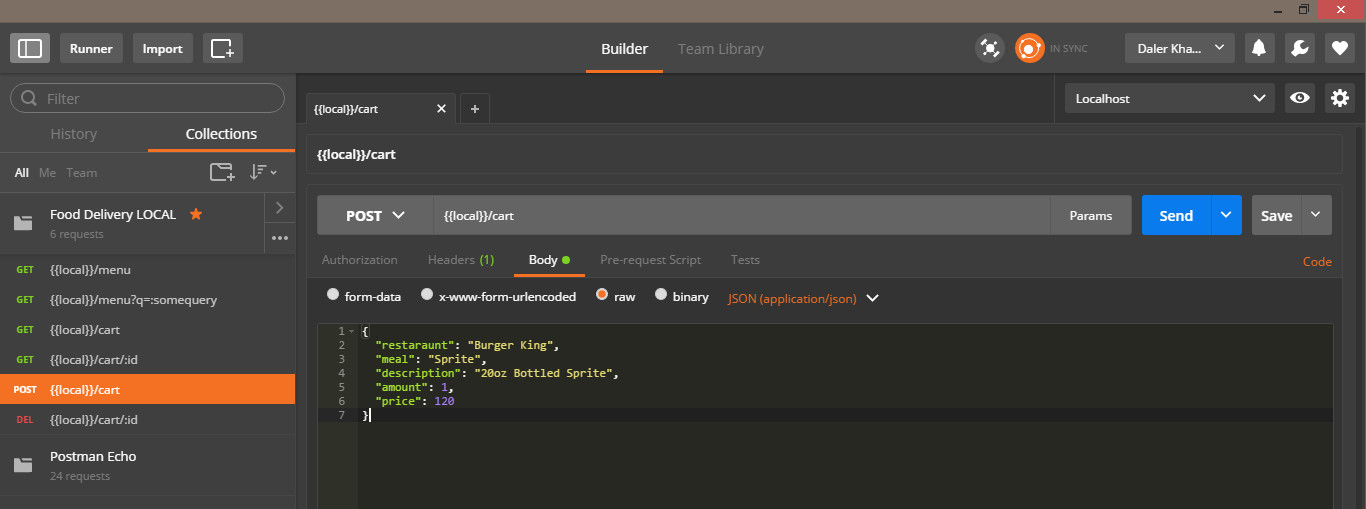 Runner Import Builder Team Library IN SYNC Daler Kha...
Filter
{{local}}/cart × + Localhost
History Collections
{{local}}/cart
All Me Team
Food Delivery LOCAL
6 requests
POST {{local}}/cart Params Send Save
Authorization Headers (1) Body Pre-request Script Tests Code
GET {{local}}/menu
GET {{local}}/menu?q=:somequery
GET {{local}}/cart
GET {{local}}/cart/:id
POST {{local}}/cart
DEL {{local}}/cart/:id
Postman Echo
24 requests
form-data x-www-form-urlencoded raw binary JSON (application/json)
1 {
2 "restaraunt": "Burger King",
3 "meal": "Sprite",
4 "description": "20oz Bottled Sprite",
5 "amount": 1,
6 "price": 120
7 }